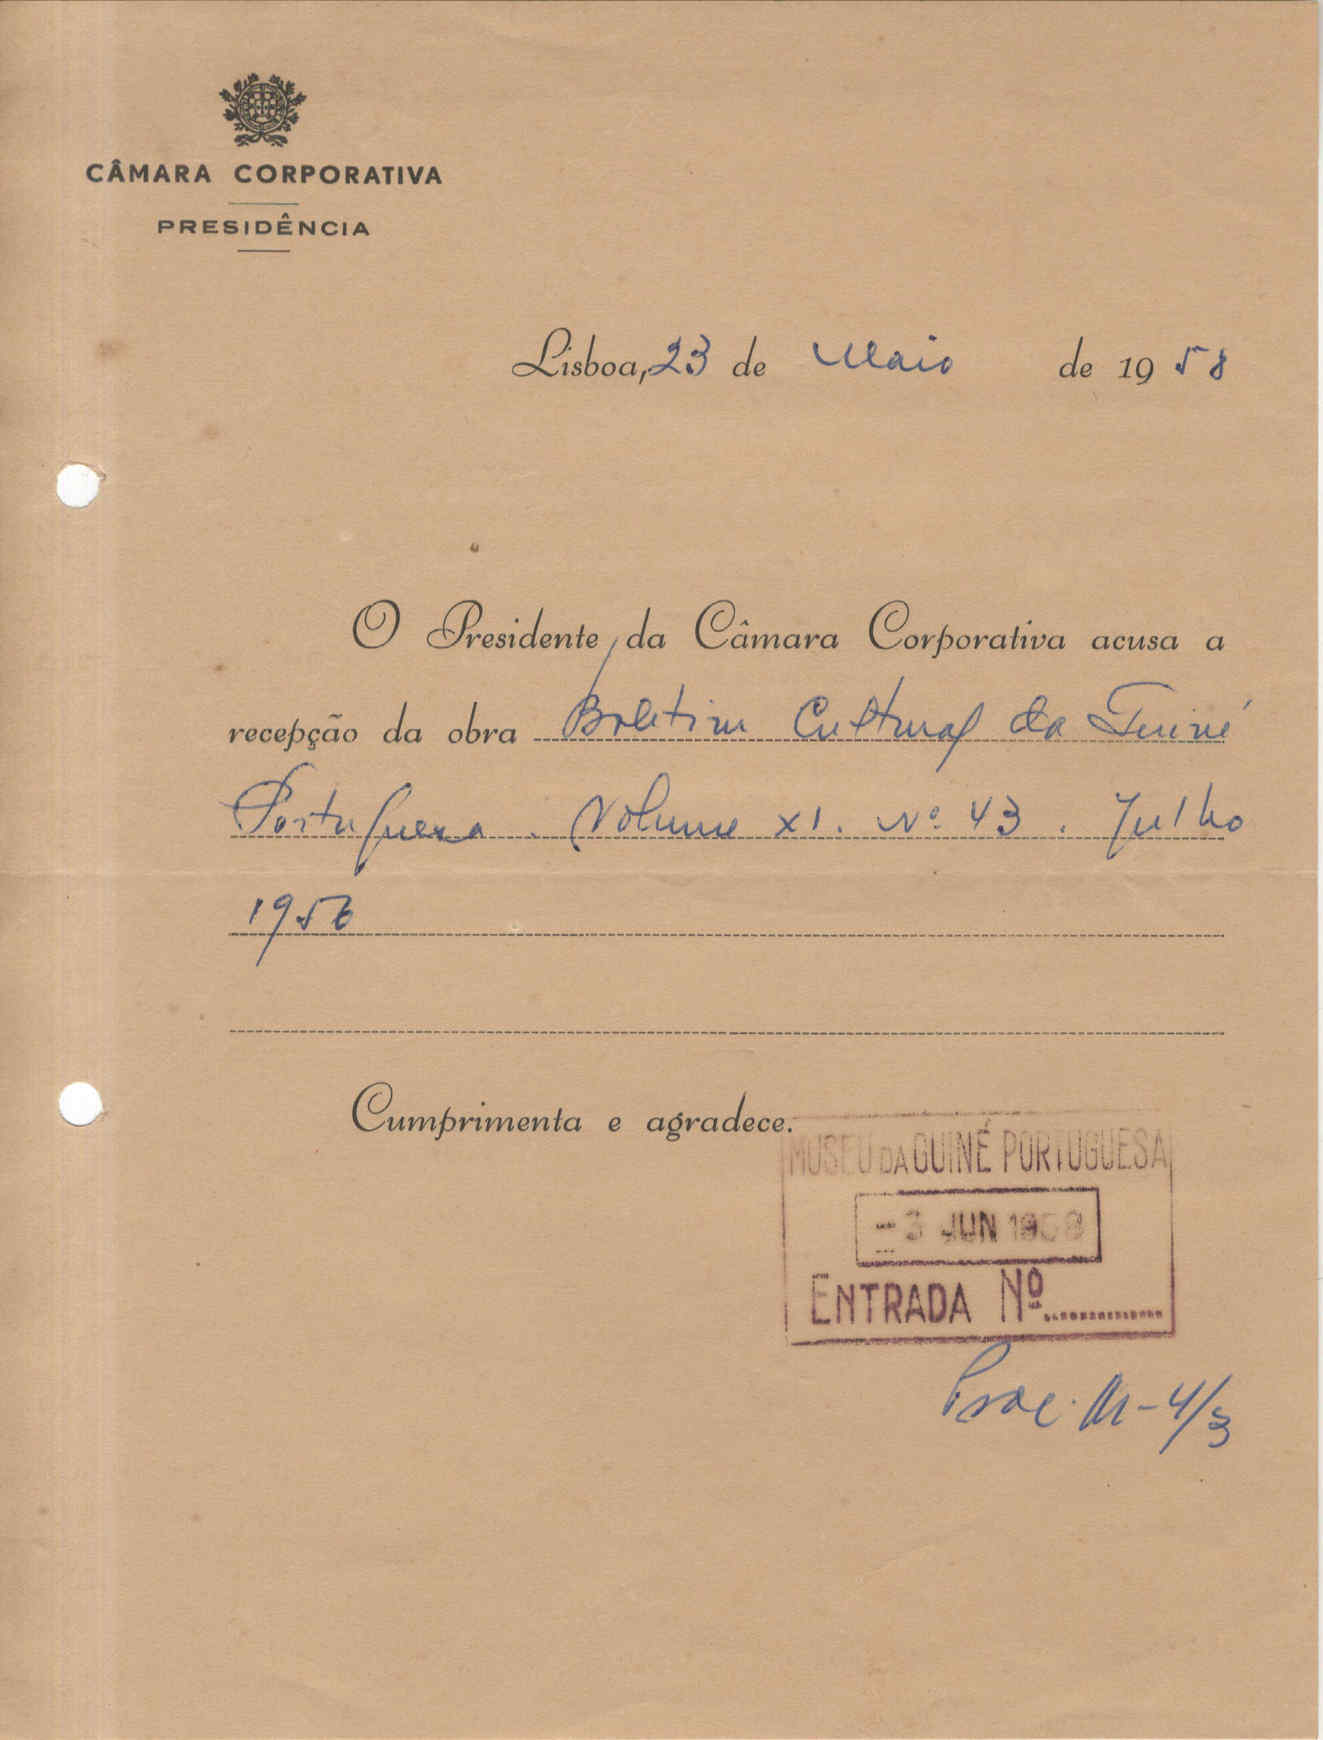 CÂMARA CORPORATIVA
PRESIDÊNCIA
Lisboa, 23 de Maio de 1958
O Presidente da Câmara Corporativa acusa a
recepção da obra Boletim Cultural da Guiné
Portuguesa. Volume XI. Nº 43. Julho
1956
Cumprimenta e agradece.
MUSEU DA GUINÉ PORTUGUESA
-3 JUN 1958
ENTRADA Nº
Proc. M-4/3